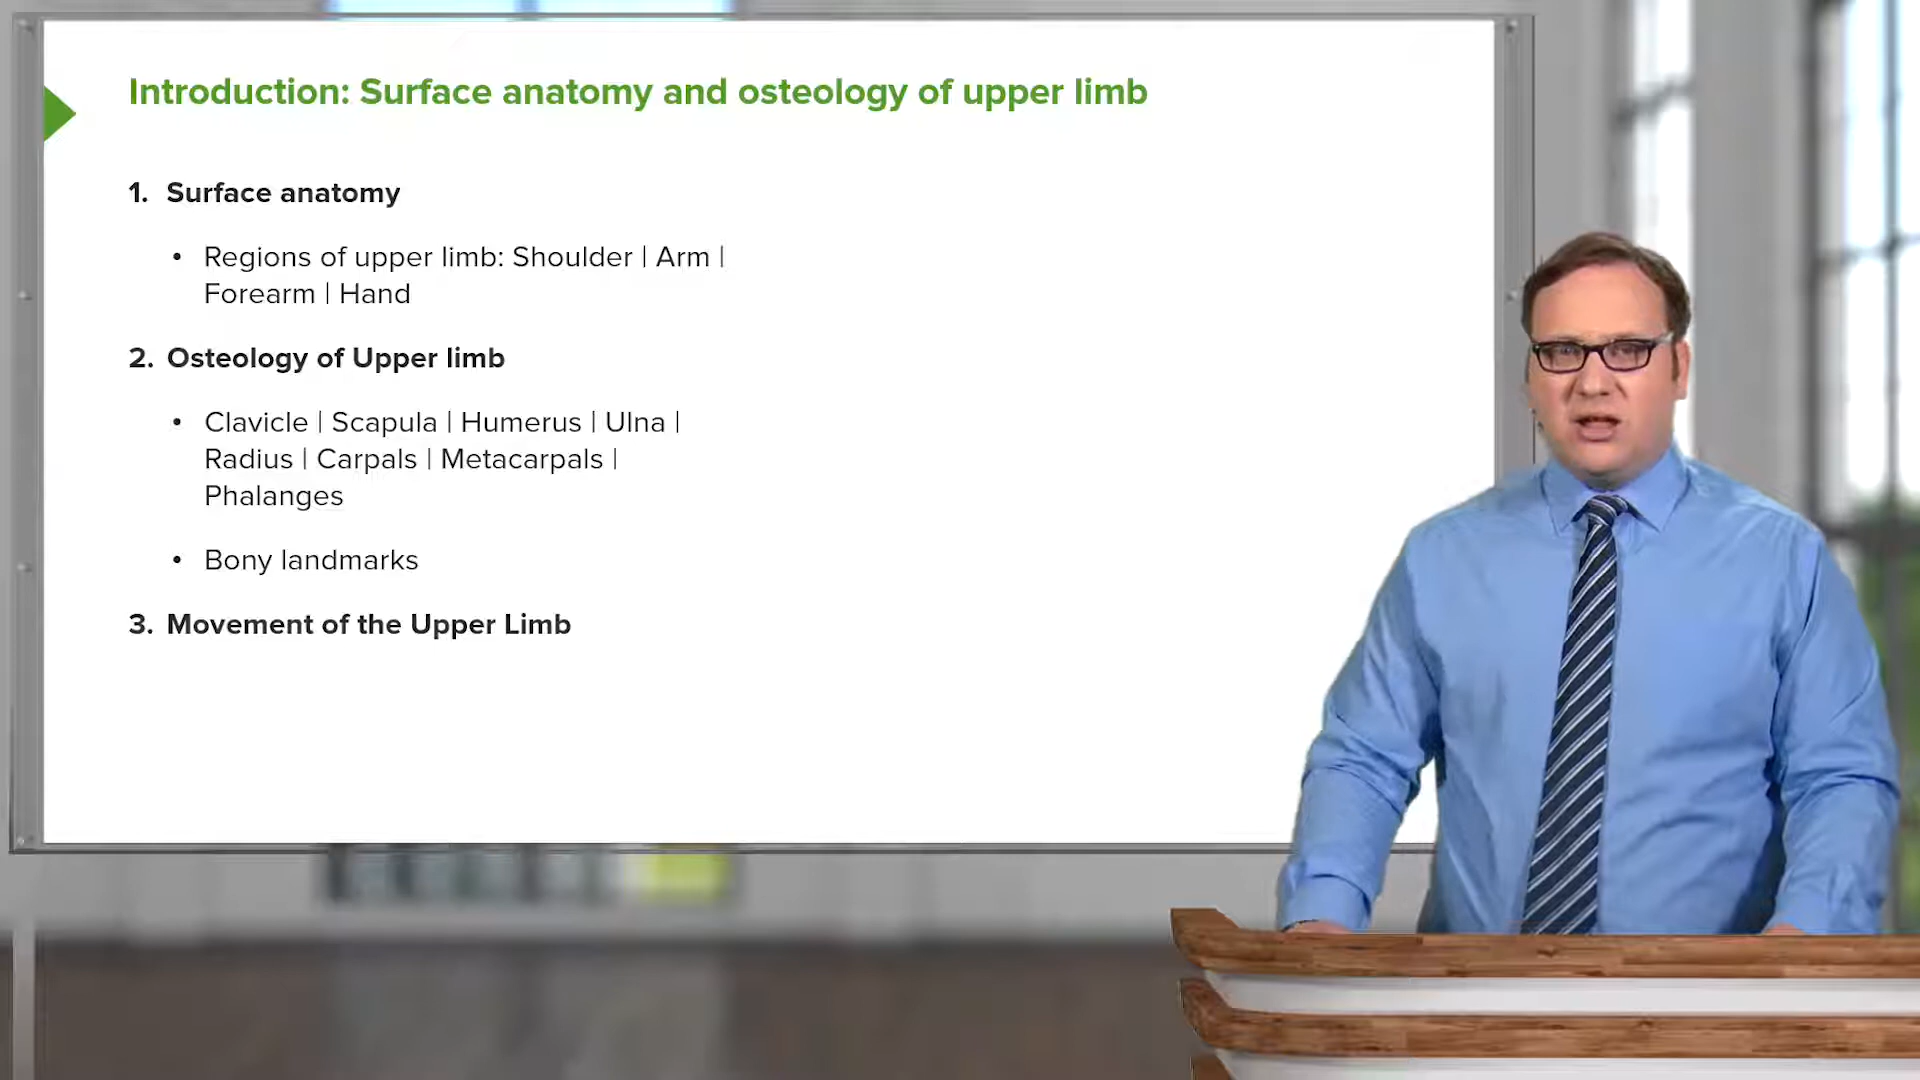 Introduction: Surface anatomy and osteology of upper limb
1. Surface anatomy
• Regions of upper limb: Shoulder | Arm |
Forearm | Hand
2. Osteology of Upper limb
• Clavicle | Scapula | Humerus | Ulna |
Radius | Carpals | Metacarpals |
Phalanges
• Bony landmarks
3. Movement of the Upper Limb